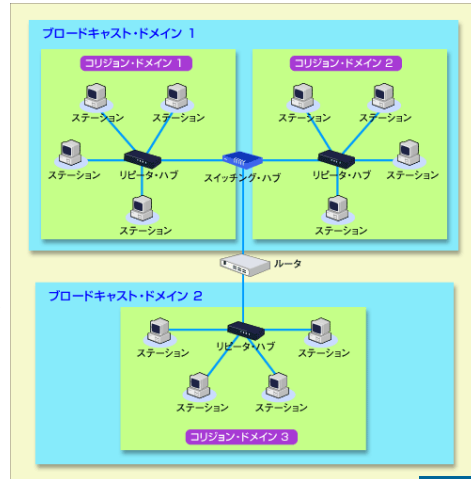 ブロードキャスト・ドメイン 1
コリジョン・ドメイン 1
コリジョン・ドメイン 2
ステーション
ステーション
ステーション
ステーション
ステーション
リピータ・ハブ
スイッチング・ハブ
リピータ・ハブ
ステーション
ステーション
ステーション
ルータ
ブロードキャスト・ドメイン 2
ステーション
リピータ・ハブ
ステーション
ステーション
ステーション
コリジョン・ドメイン 3